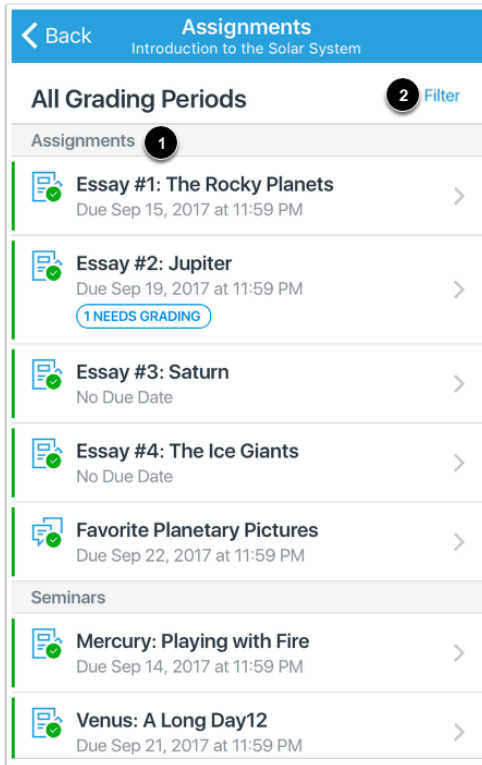 Back
Assignments
Introduction to the Solar System
All Grading Periods
2 Filter
Assignments 1
Essay #1: The Rocky Planets
Due Sep 15, 2017 at 11:59 PM
Essay #2: Jupiter
Due Sep 19, 2017 at 11:59 PM
1 NEEDS GRADING
Essay #3: Saturn
No Due Date
Essay #4: The Ice Giants
No Due Date
Favorite Planetary Pictures
Due Sep 22, 2017 at 11:59 PM
Seminars
Mercury: Playing with Fire
Due Sep 14, 2017 at 11:59 PM
Venus: A Long Day12
Due Sep 21, 2017 at 11:59 PM